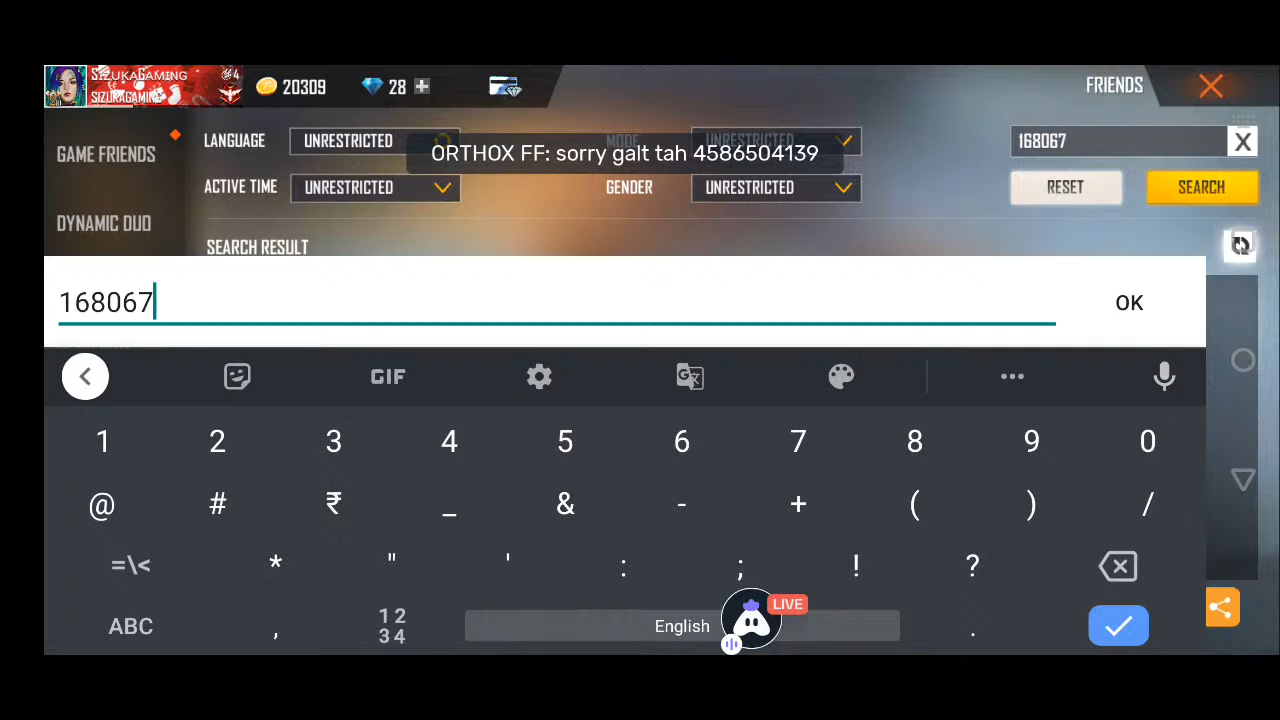 SIZUKAGAMING
SIZUKAGAMING
4
20309
28
FRIENDS
GAME FRIENDS
DYNAMIC DUO
LANGUAGE
UNRESTRICTED
MODE
UNRESTRICTED
168067
X
ORTHOX FF: sorry galt tah 4586504139
ACTIVE TIME
UNRESTRICTED
GENDER
UNRESTRICTED
RESET
SEARCH
SEARCH RESULT
168067
OK
GIF
1 2 3 4 5 6 7 8 9 0
@ # ₹ _ & - + ( ) /
=\< * " ' : ; ! ?
ABC , 1 2 3 4 English .
LIVE